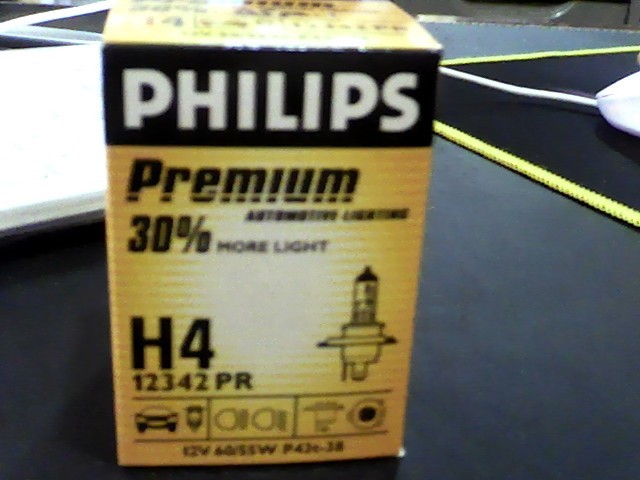 PHILIPS
Premium
AUTOMOTIVE LIGHTING
30% MORE LIGHT
H4
12342 PR
12V 60/55W P43t-38